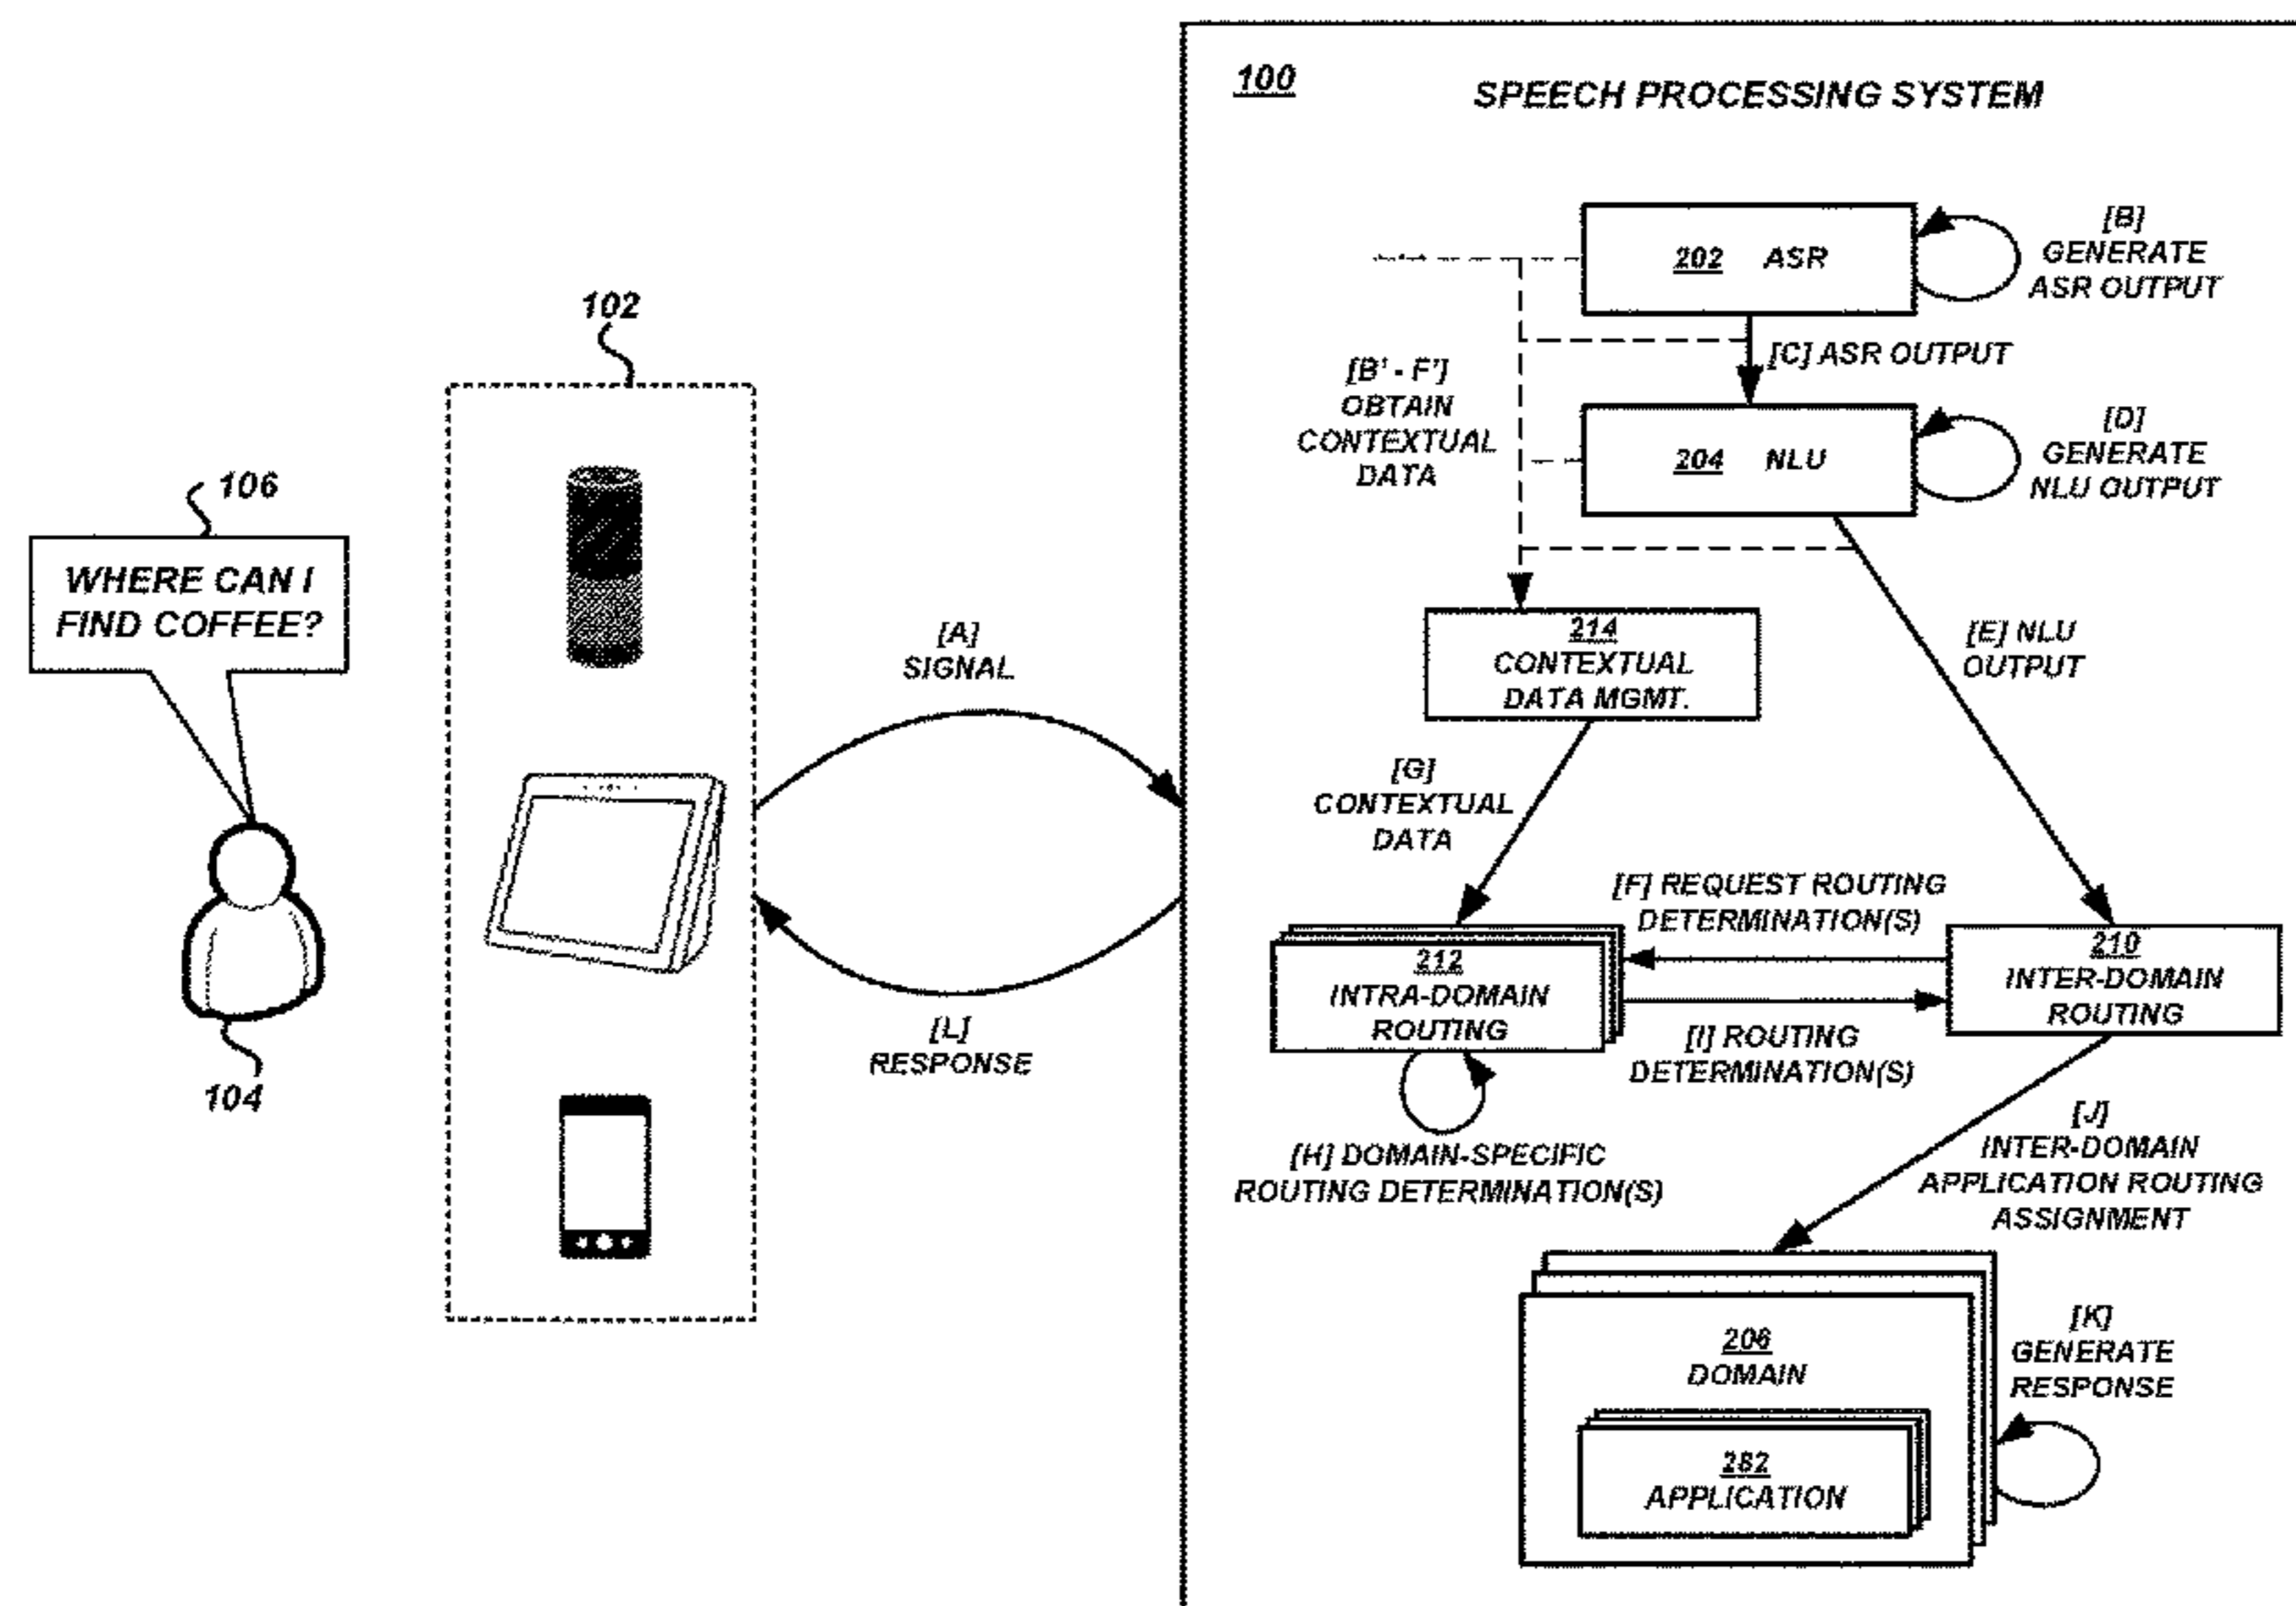 100
SPEECH PROCESSING SYSTEM
202 ASR
[B]
GENERATE
ASR OUTPUT
[C] ASR OUTPUT
[B' - F']
OBTAIN
CONTEXTUAL
DATA
204 NLU
[D]
GENERATE
NLU OUTPUT
102
106
WHERE CAN I
FIND COFFEE?
104
[A]
SIGNAL
[L]
RESPONSE
214
CONTEXTUAL
DATA MGMT.
[E] NLU
OUTPUT
[G]
CONTEXTUAL
DATA
[F] REQUEST ROUTING
DETERMINATION(S)
212
INTRA-DOMAIN
ROUTING
210
INTER-DOMAIN
ROUTING
[I] ROUTING
DETERMINATION(S)
[H] DOMAIN-SPECIFIC
ROUTING DETERMINATION(S)
[J]
INTER-DOMAIN
APPLICATION ROUTING
ASSIGNMENT
206
DOMAIN
[K]
GENERATE
RESPONSE
282
APPLICATION